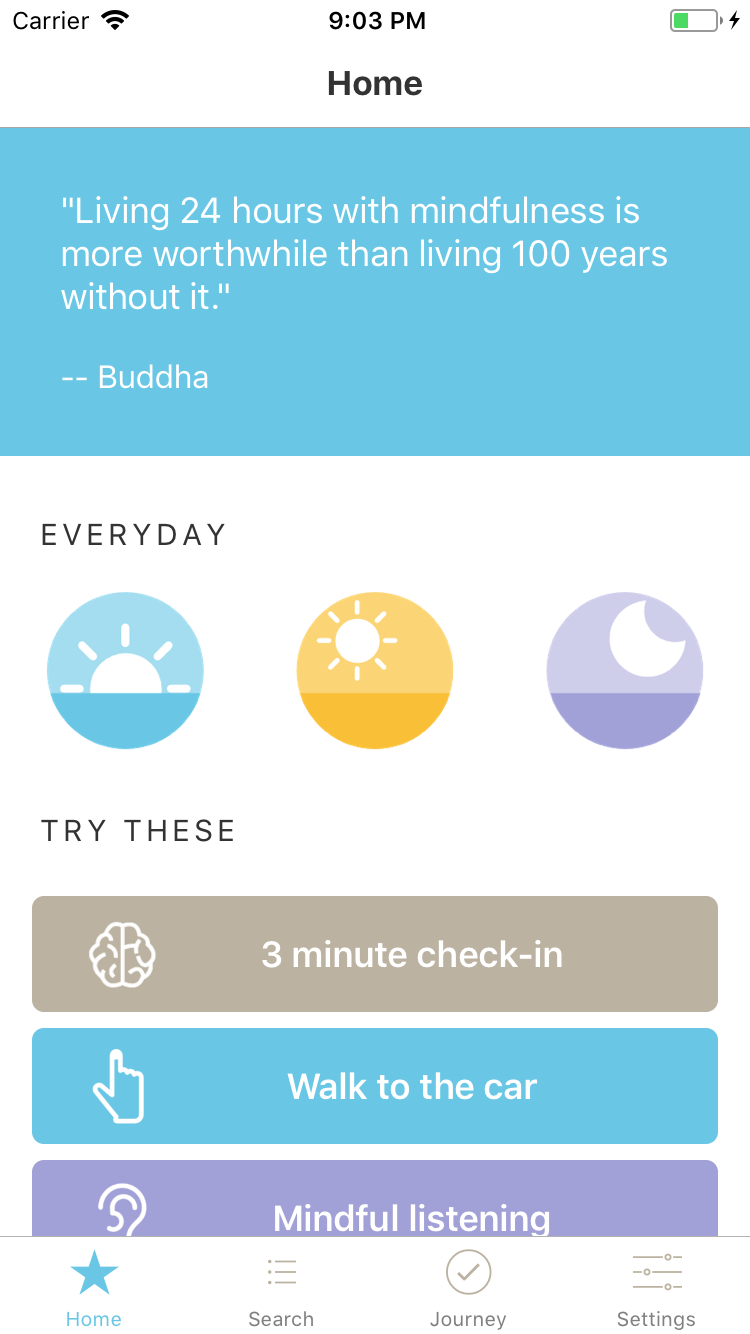 Carrier 9:03 PM
Home
"Living 24 hours with mindfulness is
more worthwhile than living 100 years
without it."
-- Buddha
EVERYDAY
TRY THESE
3 minute check-in
Walk to the car
Mindful listening
Home Search Journey Settings